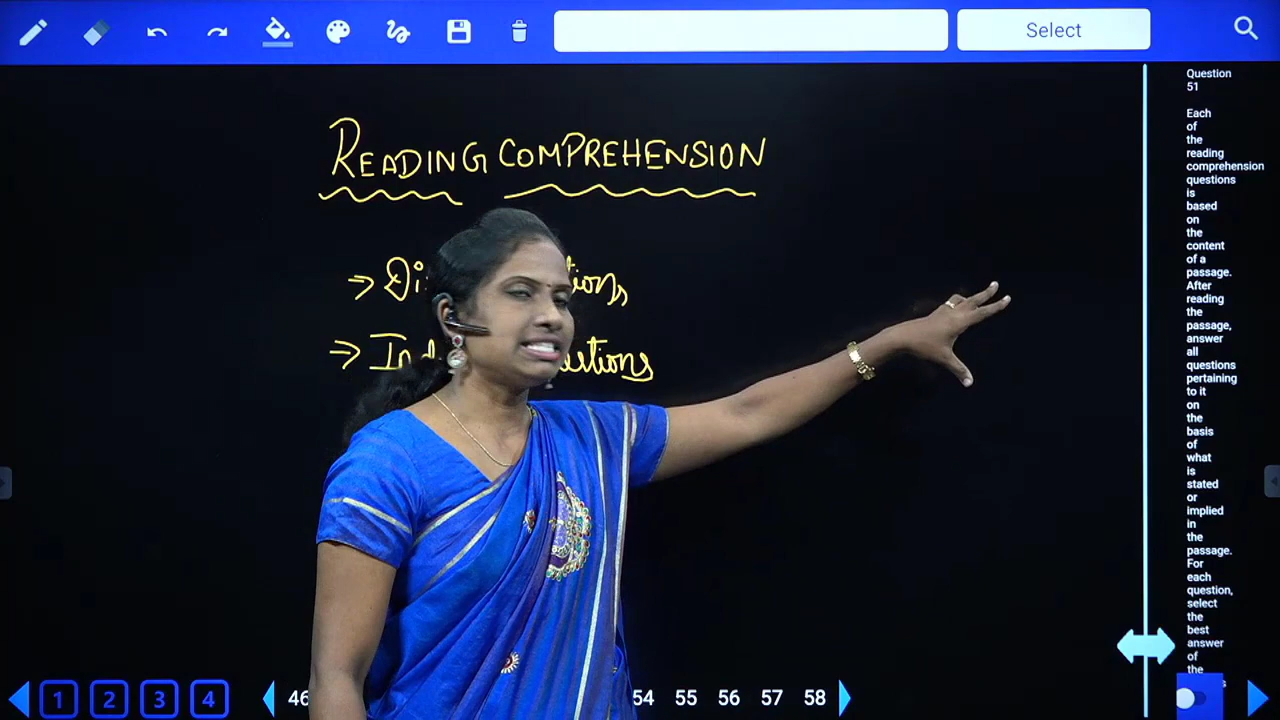 Select
READING COMPREHENSION
Question
51
Each
of
the
reading
comprehension
questions
is
based
on
the
content
of a
passage.
After
reading
the
passage,
answer
all
questions
pertaining
to it
on
the
basis
of
what
is
stated
or
implied
in
the
passage.
For
each
question,
select
the
best
answer
of
the
1 2 3 4
46 54 55 56 57 58